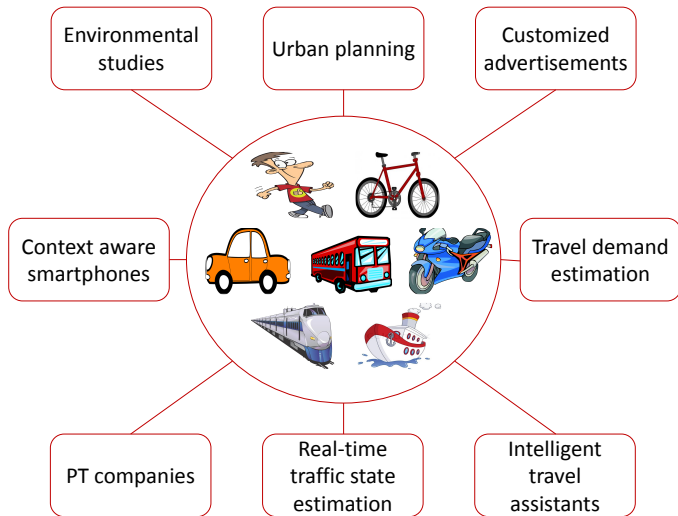 Environmental
studies
Urban planning
Customized
advertisements
Context aware
smartphones
Travel demand
estimation
PT companies
Real-time
traffic state
estimation
Intelligent
travel
assistants